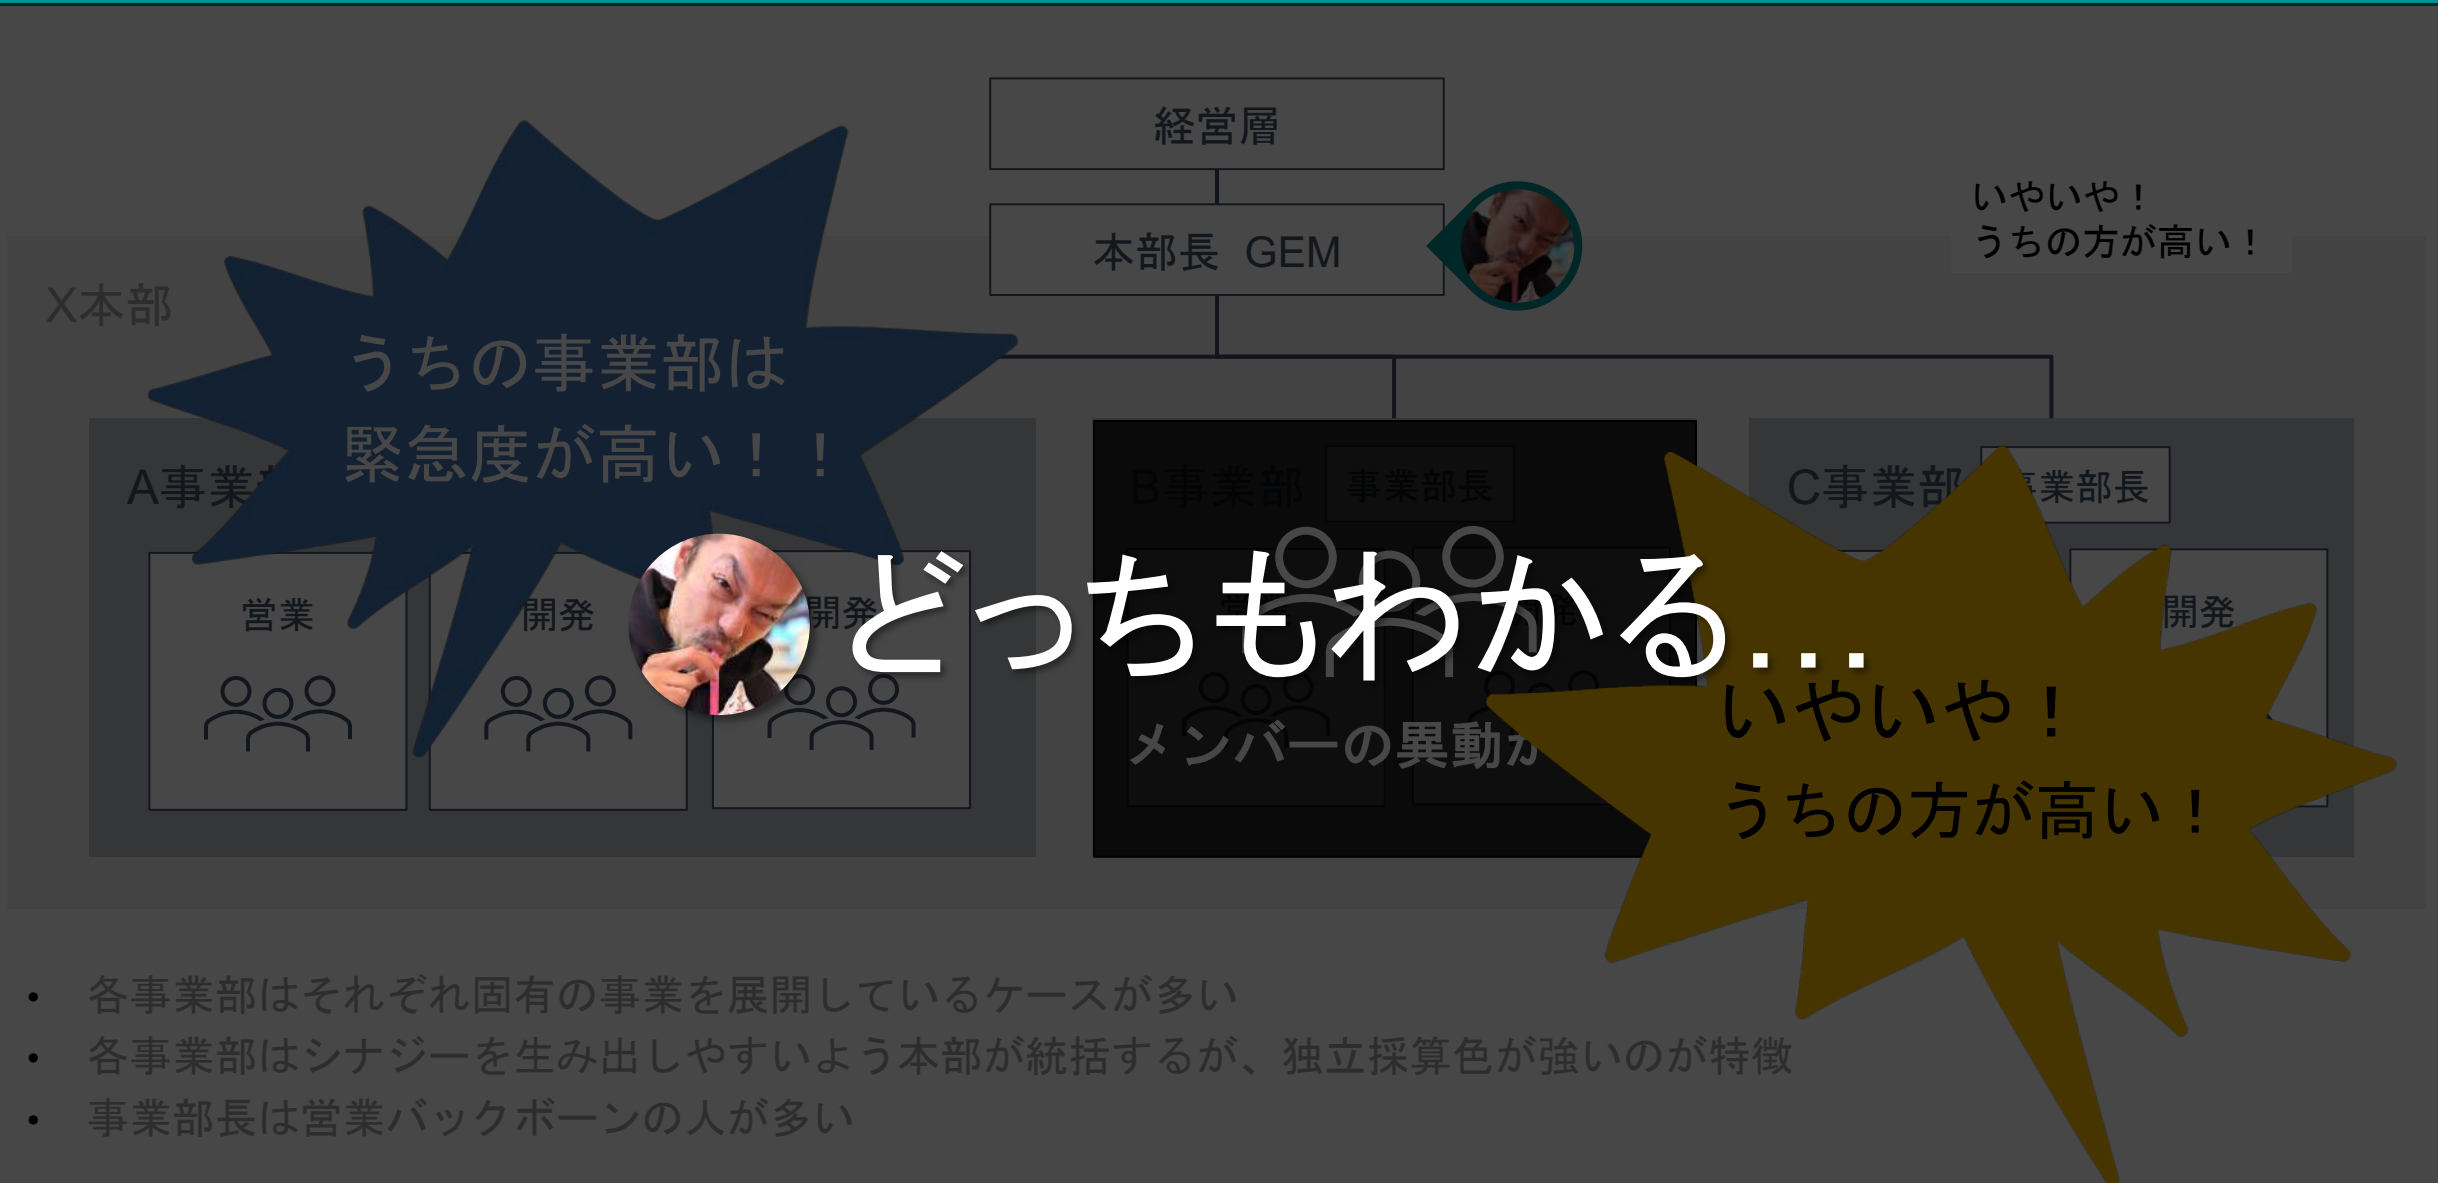 経営層
本部長 GEM
いやいや！
うちの方が高い！
X本部
うちの事業部は
緊急度が高い！！
A事業
B事業部 事業部長
C事業部 事業部長
営業
開発
開発
開発
どっちもわかる...
メンバーの異動が
いやいや！
うちの方が高い！
• 各事業部はそれぞれ固有の事業を展開しているケースが多い
• 各事業部はシナジーを生み出しやすいよう本部が統括するが、独立採算色が強いのが特徴
• 事業部長は営業バックボーンの人が多い